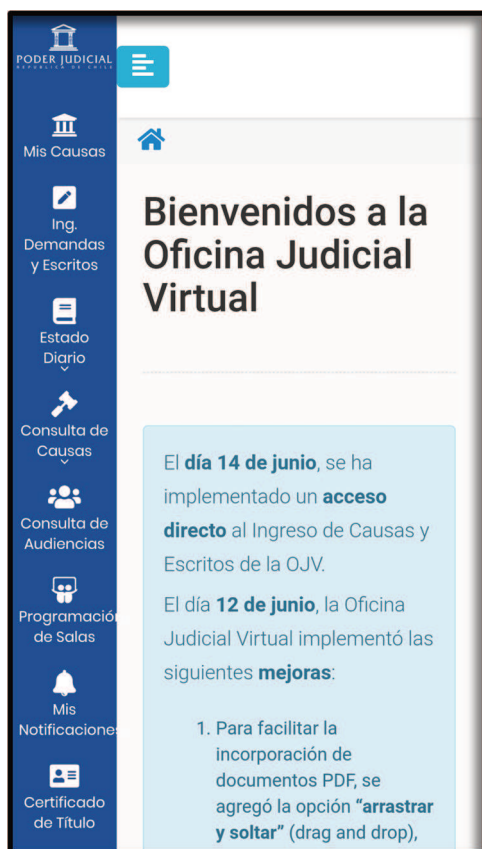 PODER JUDICIAL
REPUBLICA DE CHILE
Mis Causas
Ing.
Demandas
y Escritos
Estado
Diario
Consulta de
Causas
Consulta de
Audiencias
Programación
de Salas
Mis
Notificaciones
Certificado
de Título
Bienvenidos a la
Oficina Judicial
Virtual
El día 14 de junio, se ha
implementado un acceso
directo al Ingreso de Causas y
Escritos de la OJV.
El día 12 de junio, la Oficina
Judicial Virtual implementó las
siguientes mejoras:
1. Para facilitar la
incorporación de
documentos PDF, se
agregó la opción “arrastrar
y soltar” (drag and drop),